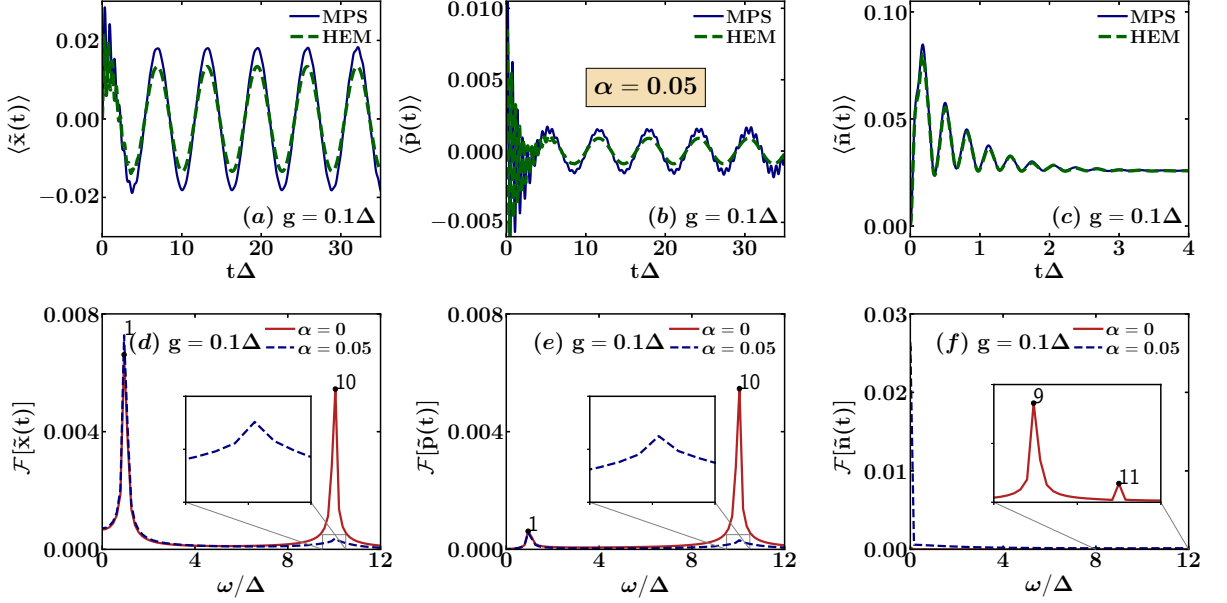 MPS
HEM
⟨x̃(t)⟩
0.02
0.00
−0.02
0 10 20 30
tΔ
(a) g = 0.1Δ
MPS
HEM
⟨p̃(t)⟩
0.010
0.005
0.000
−0.005
α = 0.05
0 10 20 30
tΔ
(b) g = 0.1Δ
MPS
HEM
⟨ñ(t)⟩
0.10
0.05
0.00
0 1 2 3 4
tΔ
(c) g = 0.1Δ
F[x̃(t)]
0.008
0.004
0.000
1
(d) g = 0.1Δ
α = 0
α = 0.05
10
0 4 8 12
ω/Δ
F[p̃(t)]
0.008
0.004
0.000
(e) g = 0.1Δ
α = 0
α = 0.05
10
1
0 4 8 12
ω/Δ
F[ñ(t)]
0.03
0.02
0.01
0.00
(f) g = 0.1Δ
α = 0
α = 0.05
9
11
0 4 8 12
ω/Δ